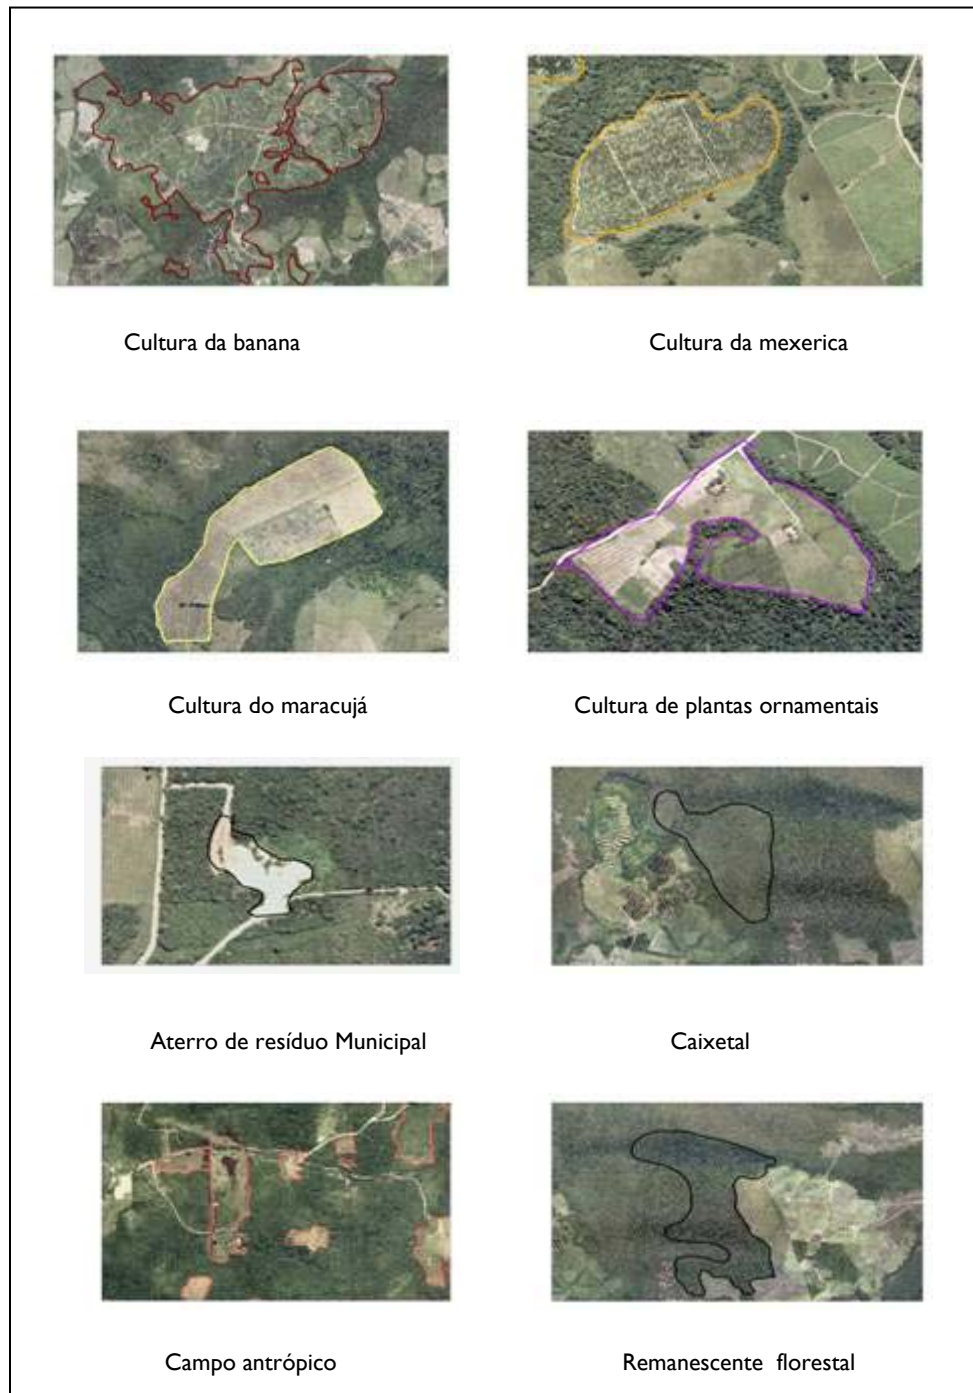 Cultura da banana
Cultura da mexerica
Cultura do maracujá
Cultura de plantas ornamentais
Aterro de resíduo Municipal
Caixetal
Campo antrópico
Remanescente florestal